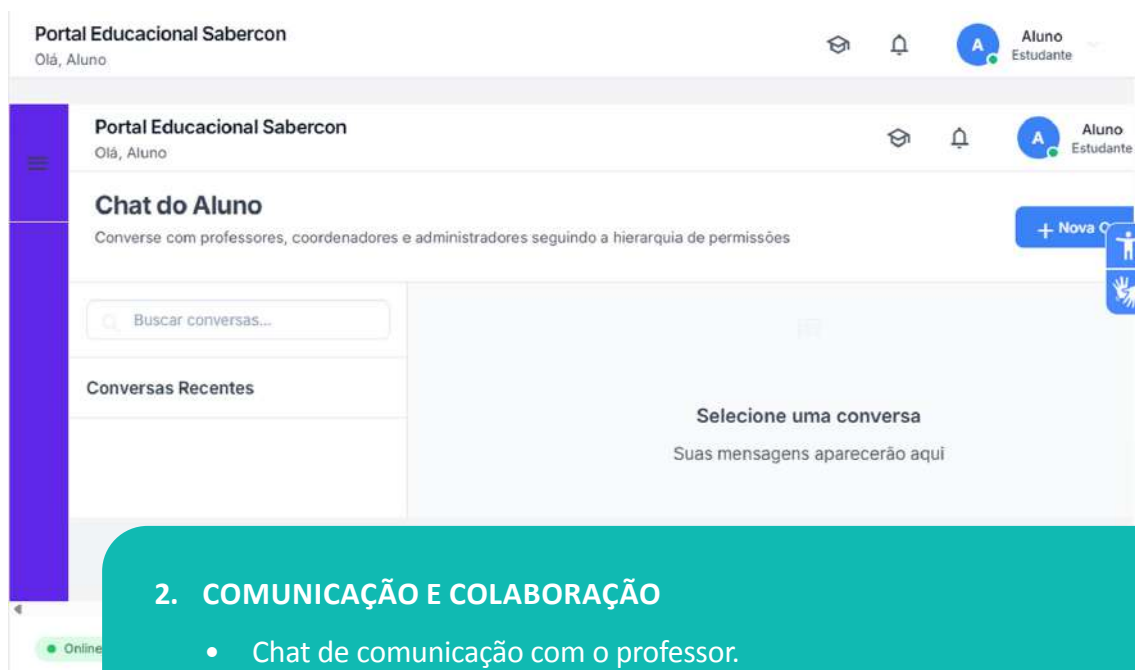 Portal Educacional Sabercon
Olá, Aluno
A
Aluno
Estudante
Portal Educacional Sabercon
Olá, Aluno
A
Aluno
Estudante
Chat do Aluno
Converse com professores, coordenadores e administradores seguindo a hierarquia de permissões
+ Nova
Buscar conversas...
Conversas Recentes
Selecione uma conversa
Suas mensagens aparecerão aqui
2. COMUNICAÇÃO E COLABORAÇÃO
Online
• Chat de comunicação com o professor.